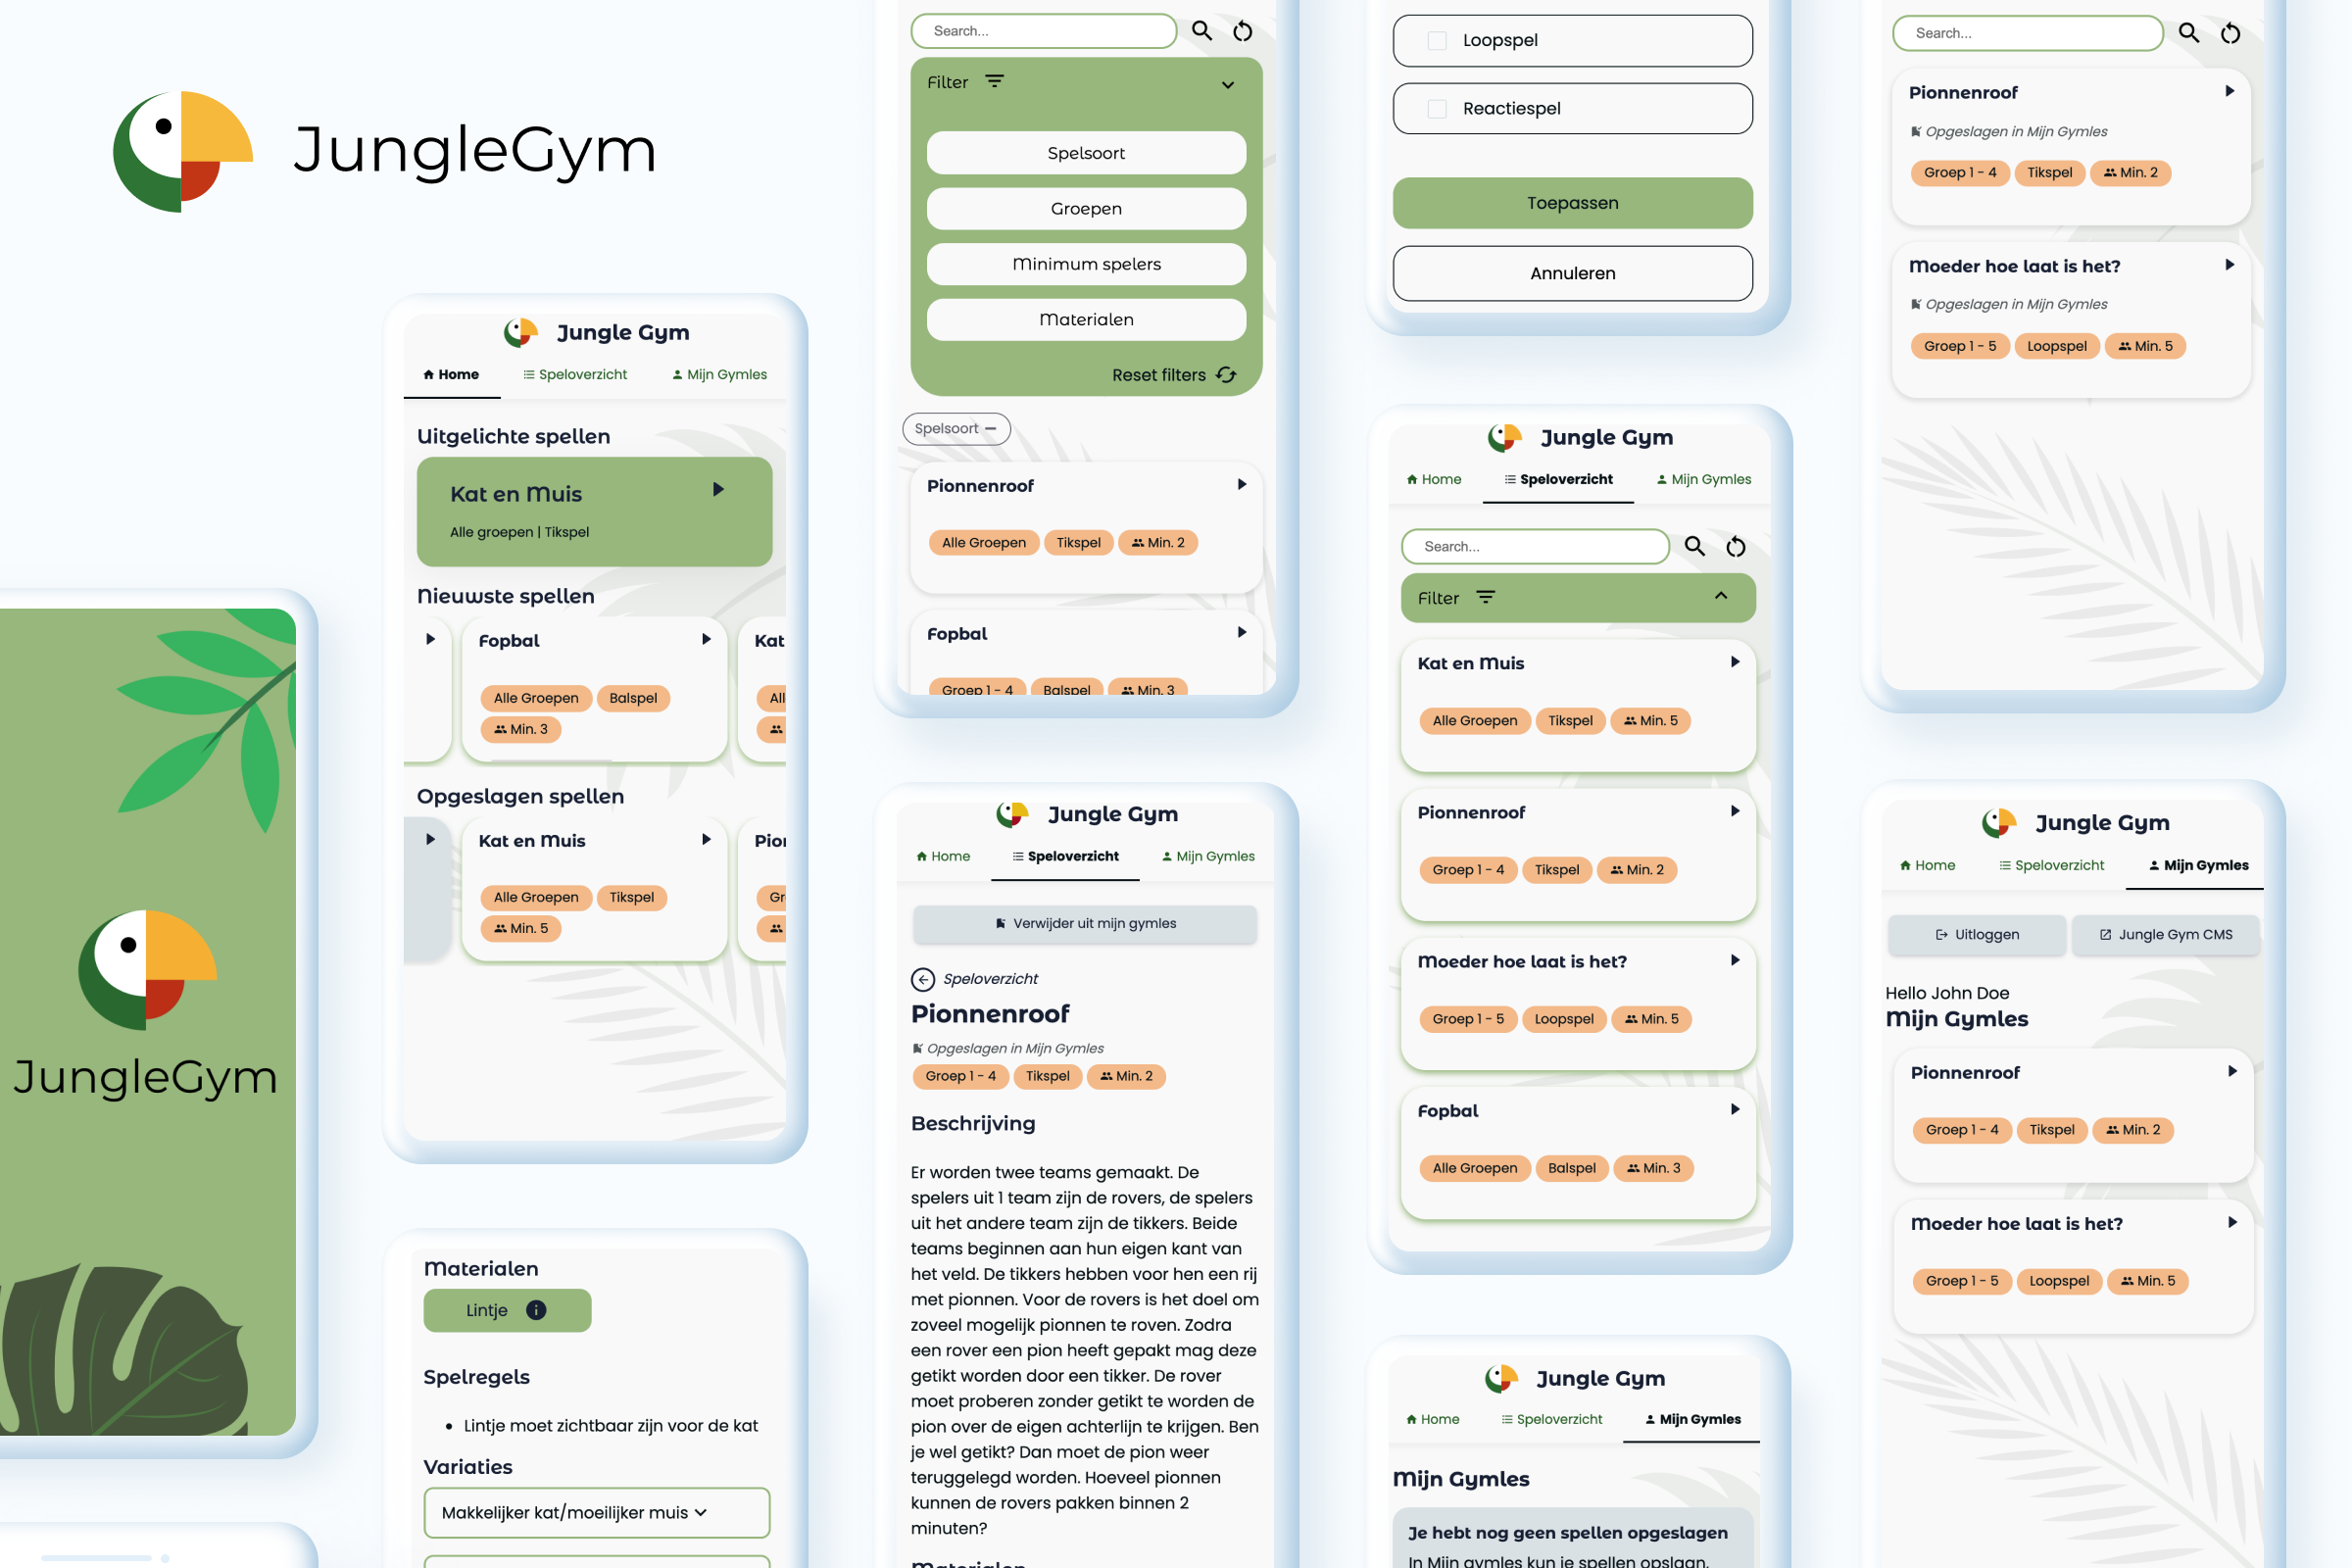 JungleGym
JungleGym
Jungle Gym
Home
Speloverzicht
Mijn Gymles
Uitgelichte spellen
Kat en Muis
Alle groepen | Tikspel
Nieuwste spellen
Fopbal
Alle Groepen
Balspel
Min. 3
Kat
Opgeslagen spellen
Kat en Muis
Alle Groepen
Tikspel
Min. 5
Materialen
Lintje
Spelregels
• Lintje moet zichtbaar zijn voor de kat
Variaties
Makkelijker kat/moeilijker muis
Search...
Filter
Spelsoort
Groepen
Minimum spelers
Materialen
Reset filters
Spelsoort
Pionnenroof
Alle Groepen
Tikspel
Min. 2
Fopbal
Groep 1 - 4
Balspel
Min. 3
Jungle Gym
Home
Speloverzicht
Mijn Gymles
Verwijder uit mijn gymles
Speloverzicht
Pionnenroof
Opgeslagen in Mijn Gymles
Groep 1 - 4
Tikspel
Min. 2
Beschrijving
Er worden twee teams gemaakt. De
spelers uit 1 team zijn de rovers, de spelers
uit het andere team zijn de tikkers. Beide
teams beginnen aan hun eigen kant van
het veld. De tikkers hebben voor hen een rij
met pionnen. Voor de rovers is het doel om
zoveel mogelijk pionnen te roven. Zodra
een rover een pion heeft gepakt mag deze
getikt worden door een tikker. De rover
moet proberen zonder getikt te worden de
pion over de eigen achterlijn te krijgen. Ben
je wel getikt? Dan moet de pion weer
teruggelegd worden. Hoeveel pionnen
kunnen de rovers pakken binnen 2
minuten?
Materialen
Loopspel
Reactiespel
Toepassen
Annuleren
Jungle Gym
Home
Speloverzicht
Mijn Gymles
Search...
Filter
Kat en Muis
Alle Groepen
Tikspel
Min. 5
Pionnenroof
Groep 1 - 4
Tikspel
Min. 2
Moeder hoe laat is het?
Groep 1 - 5
Loopspel
Min. 5
Fopbal
Alle Groepen
Balspel
Min. 3
Jungle Gym
Home
Speloverzicht
Mijn Gymles
Mijn Gymles
Je hebt nog geen spellen opgeslagen
In Mijn gymles kun je spellen opslaan.
Search...
Pionnenroof
Opgeslagen in Mijn Gymles
Groep 1 - 4
Tikspel
Min. 2
Moeder hoe laat is het?
Opgeslagen in Mijn Gymles
Groep 1 - 5
Loopspel
Min. 5
Jungle Gym
Home
Speloverzicht
Mijn Gymles
Uitloggen
Jungle Gym CMS
Hello John Doe
Mijn Gymles
Pionnenroof
Groep 1 - 4
Tikspel
Min. 2
Moeder hoe laat is het?
Groep 1 - 5
Loopspel
Min. 5